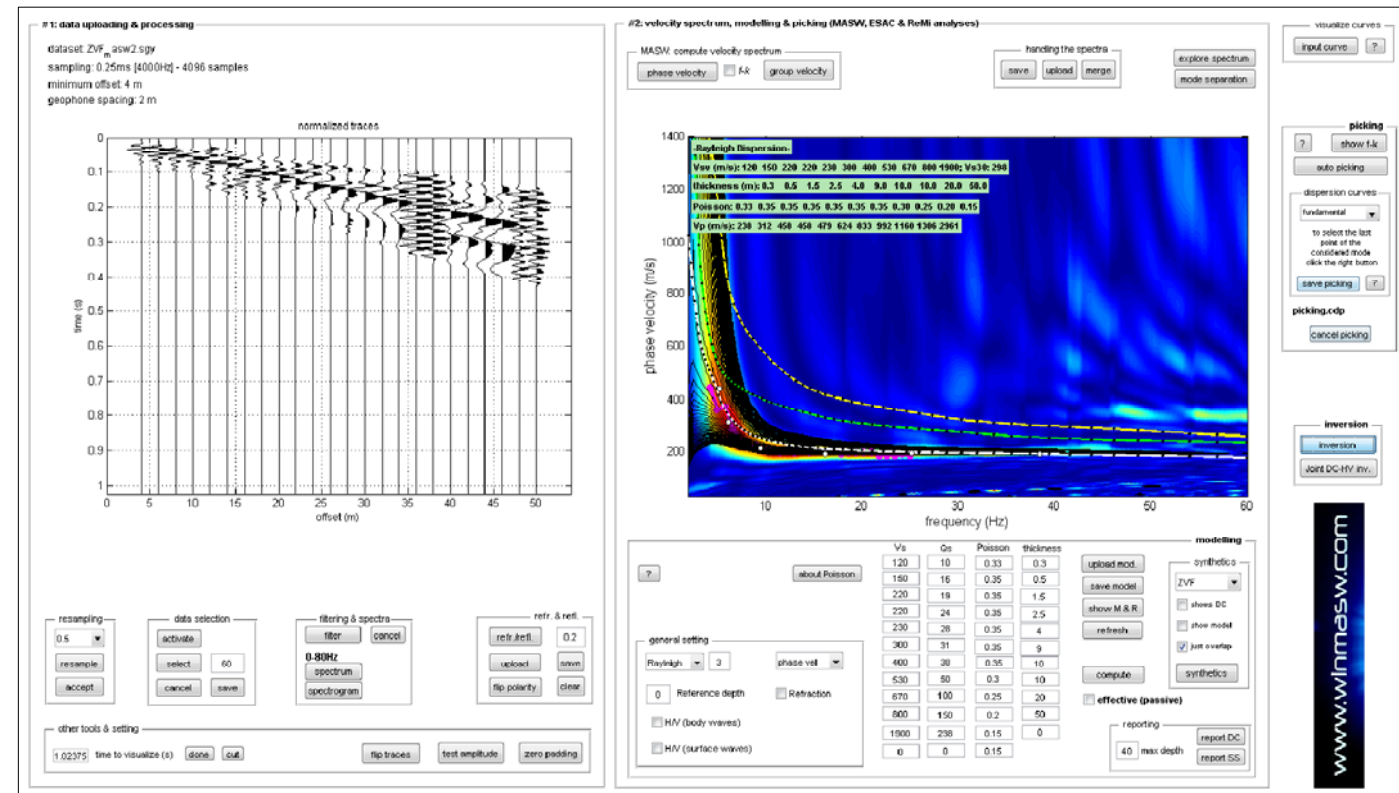 #1: data uploading & processing
dataset: ZVF_masw2.sgy
sampling: 0.25ms [4000Hz] - 4096 samples
minimum offset: 4 m
geophone spacing: 2 m
normalized traces
0
0.1
0.2
0.3
0.4
0.5
0.6
0.7
0.8
0.9
1
time (s)
0 5 10 15 20 25 30 35 40 45 50
offset (m)
resampling
0.5
resample
accept
data selection
activate
select 60
cancel save
filtering & spectra
filter cancel
0-80Hz
spectrum
spectrogram
refr. & refl.
refr./refl. 0.2
upload save
flip polarity clear
other tools & setting
1.02375 time to visualize (s) done cut flip traces test amplitude zero padding
#2: velocity spectrum, modelling & picking (MASW, ESAC & ReMi analyses)
MASW: compute velocity spectrum
phase velocity f-k group velocity
handling the spectra
save upload merge
explore spectrum
mode separation
-Rayleigh Dispersion-
Vsv (m/s): 120 150 220 220 230 300 400 530 670 800 1900; Vs30: 298
thickness (m): 0.3 0.5 1.5 2.5 4.0 9.0 10.0 10.0 20.0 50.0
Poisson: 0.33 0.35 0.35 0.35 0.35 0.35 0.35 0.30 0.25 0.20 0.15
Vp (m/s): 238 312 458 458 479 624 833 992 1160 1306 2961
1400
1200
1000
800
600
400
200
phase velocity (m/s)
10 20 30 40 50 60
frequency (Hz)
modelling
? about Poisson
general setting
Rayleigh 3 phase vell
0 Reference depth Refraction
H/V (body waves)
H/V (surface waves)
Vs Qs Poisson thickness
120 10 0.33 0.3
150 16 0.35 0.5
220 19 0.35 1.5
220 24 0.35 2.5
230 28 0.35 4
300 31 0.35 9
400 38 0.35 10
530 50 0.3 10
670 100 0.25 20
800 150 0.2 50
1900 238 0.15 0
0 0 0.15
upload mod.
save model
show M & R
refresh
compute
effective (passive)
synthetics
ZVF
shows DC
show model
just overlap
synthetics
reporting
40 max depth
report DC
report SS
visualize curves
input curve ?
picking
? show f-k
auto picking
dispersion curves
fundamental
to select the last
point of the
considered mode
click the right button
save picking ?
picking.cdp
cancel picking
inversion
inversion
Joint DC-HV inv.
www.winmasw.com